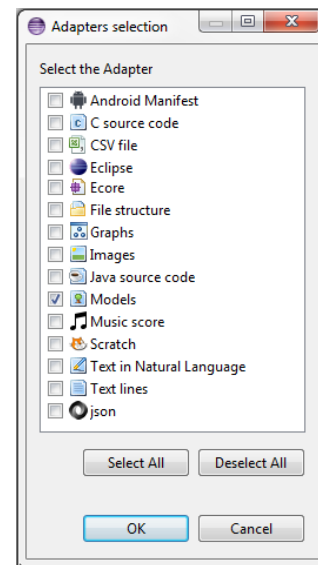 Adapters selection
Select the Adapter
Android Manifest
C source code
CSV file
Eclipse
Ecore
File structure
Graphs
Images
Java source code
Models
Music score
Scratch
Text in Natural Language
Text lines
json
Select All Deselect All
OK Cancel